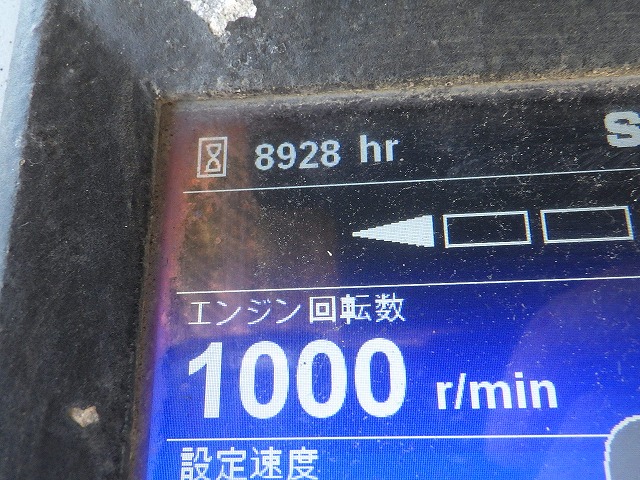 8928 hr
S
エンジン回転数
1000 r/min
設定速度